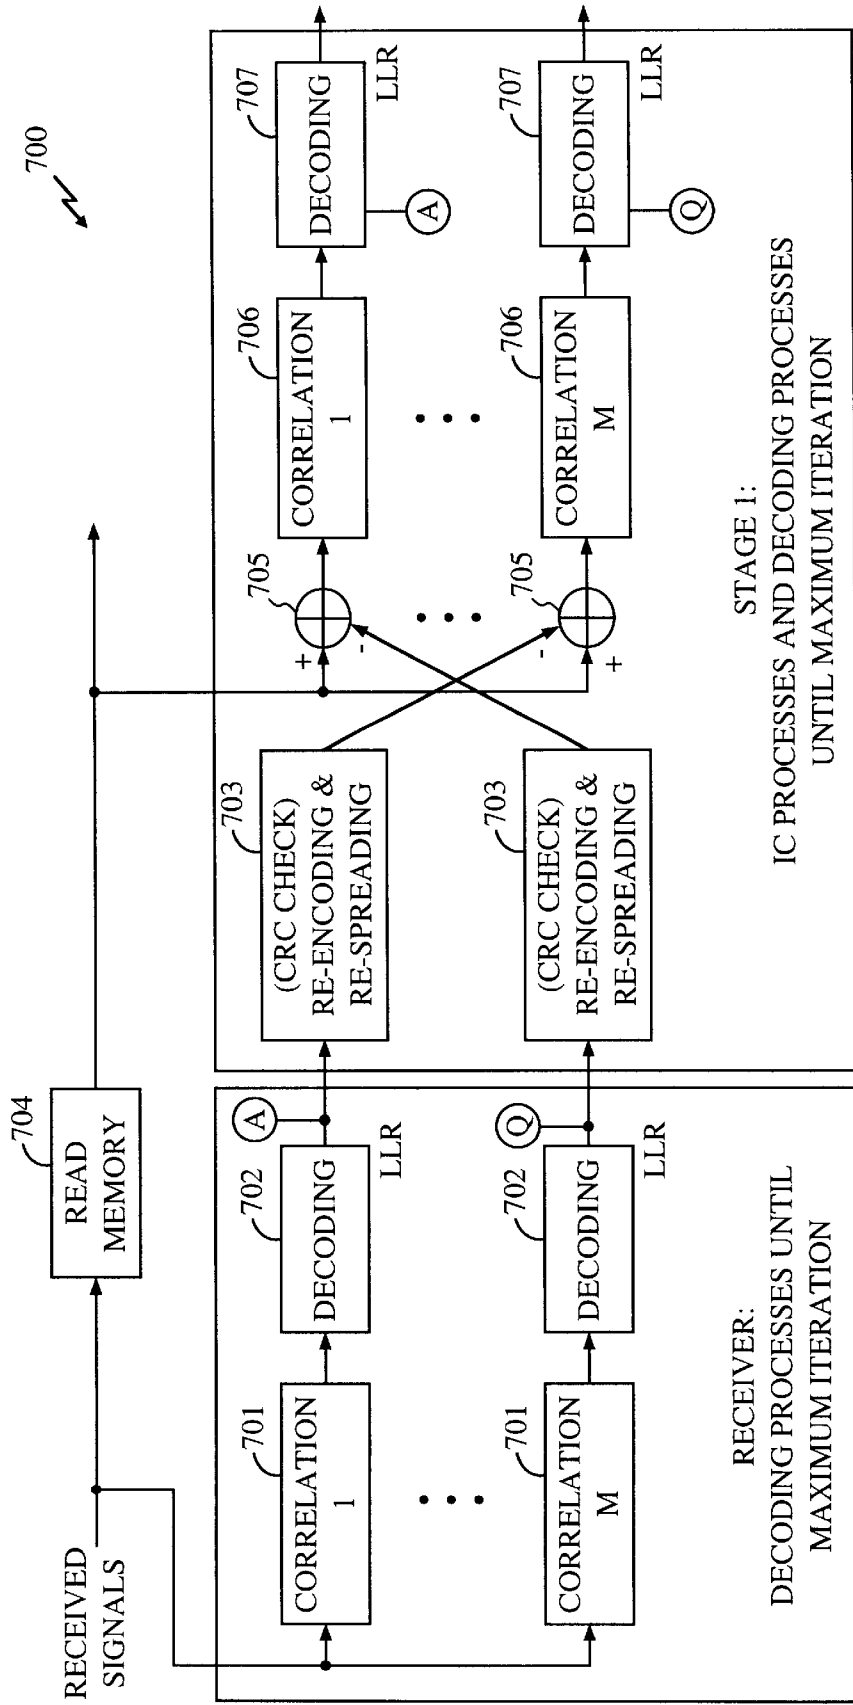 700
RECEIVED
SIGNALS
704
READ
MEMORY
701
CORRELATION
1
702
DECODING
LLR
A
703
(CRC CHECK)
RE-ENCODING &
RE-SPREADING
+
-
705
706
CORRELATION
1
707
DECODING
LLR
A
701
CORRELATION
M
702
DECODING
LLR
Q
703
(CRC CHECK)
RE-ENCODING &
RE-SPREADING
-
+
705
706
CORRELATION
M
707
DECODING
LLR
Q
RECEIVER:
DECODING PROCESSES UNTIL
MAXIMUM ITERATION
STAGE 1:
IC PROCESSES AND DECODING PROCESSES
UNTIL MAXIMUM ITERATION